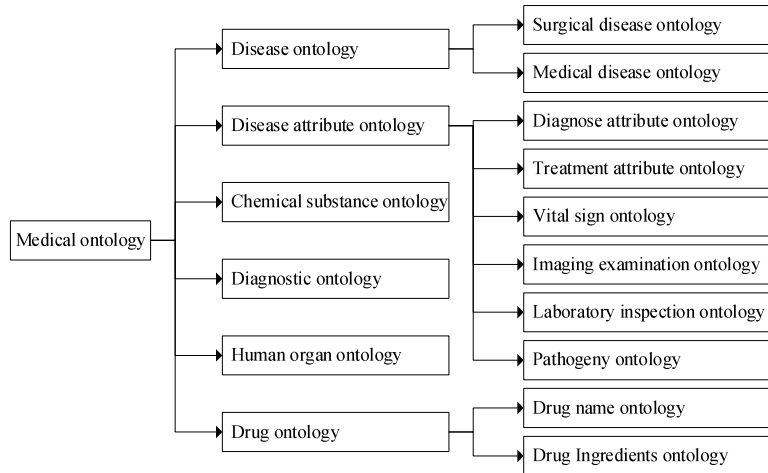 Medical ontology
Disease ontology
Disease attribute ontology
Chemical substance ontology
Diagnostic ontology
Human organ ontology
Drug ontology
Surgical disease ontology
Medical disease ontology
Diagnose attribute ontology
Treatment attribute ontology
Vital sign ontology
Imaging examination ontology
Laboratory inspection ontology
Pathogeny ontology
Drug name ontology
Drug Ingredients ontology